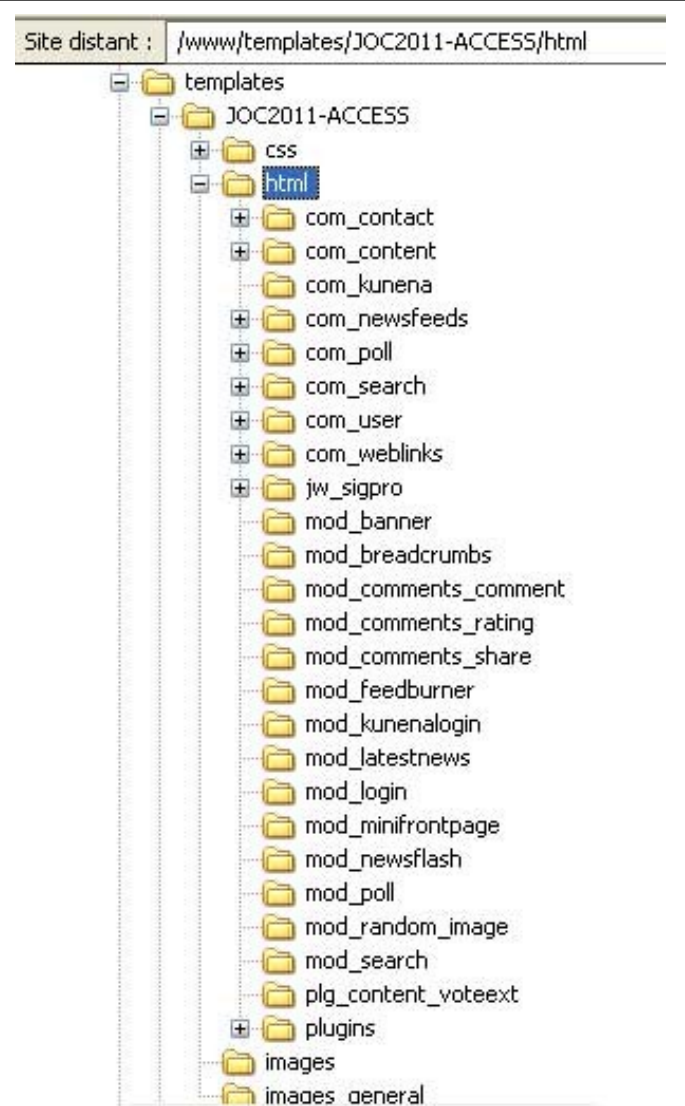 Site distant : /www/templates/JOC2011-ACCESS/html
templates
JOC2011-ACCESS
css
html
com_contact
com_content
com_kunena
com_newsfeeds
com_poll
com_search
com_user
com_weblinks
jw_sigpro
mod_banner
mod_breadcrumbs
mod_comments_comment
mod_comments_rating
mod_comments_share
mod_feedburner
mod_kunenalogin
mod_latestnews
mod_login
mod_minifrontpage
mod_newsflash
mod_poll
mod_random_image
mod_search
plg_content_voteext
plugins
images
images_general